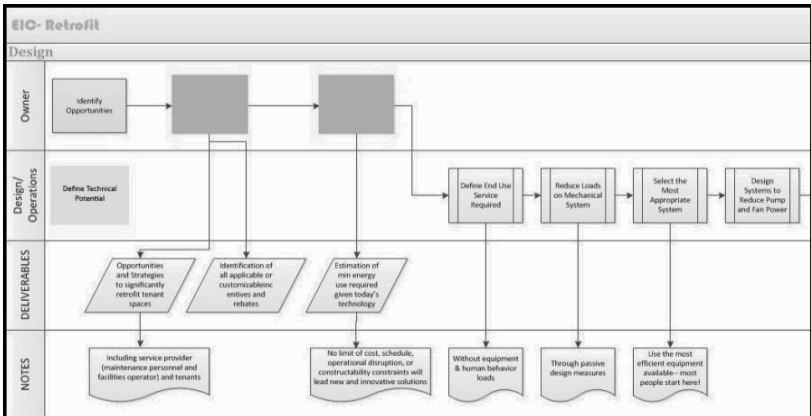 EIC- Retrofit
Design
Owner
Identify
Opportunities
Design/
Operations
Define Technical
Potential
Define End Use
Service
Required
Reduce Loads
on Mechanical
System
Select the
Most
Appropriate
System
Design
Systems to
Reduce Pump
and Fan Power
DELIVERABLES
Opportunities
and Strategies
to significantly
retrofit tenant
spaces
Identification of
all applicable or
customizableinc
entives and
rebates
Estimation of
min energy
use required
given today's
technology
NOTES
Including service provider
(maintenance personnel and
facilities operator) and tenants
No limit of cost, schedule,
operational disruption, or
constructability constraints will
lead new and innovative solutions
Without equipment
& human behavior
loads
Through passive
design measures
Use the most
efficient equipment
available-- most
people start here!